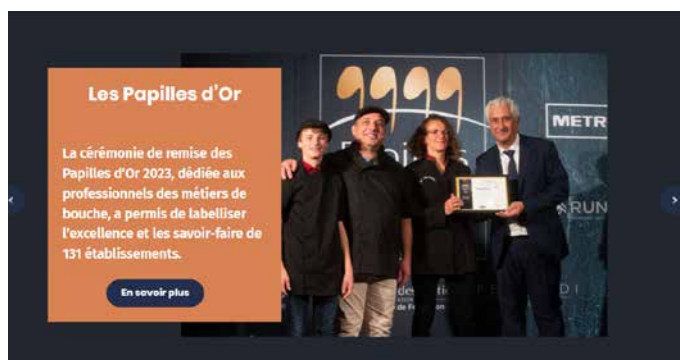 Les Papilles d'Or
La cérémonie de remise des
Papilles d'Or 2023, dédiée aux
professionnels des métiers de
bouche, a permis de labelliser
l'excellence et les savoir-faire de
131 établissements.
En savoir plus
METR
RUN